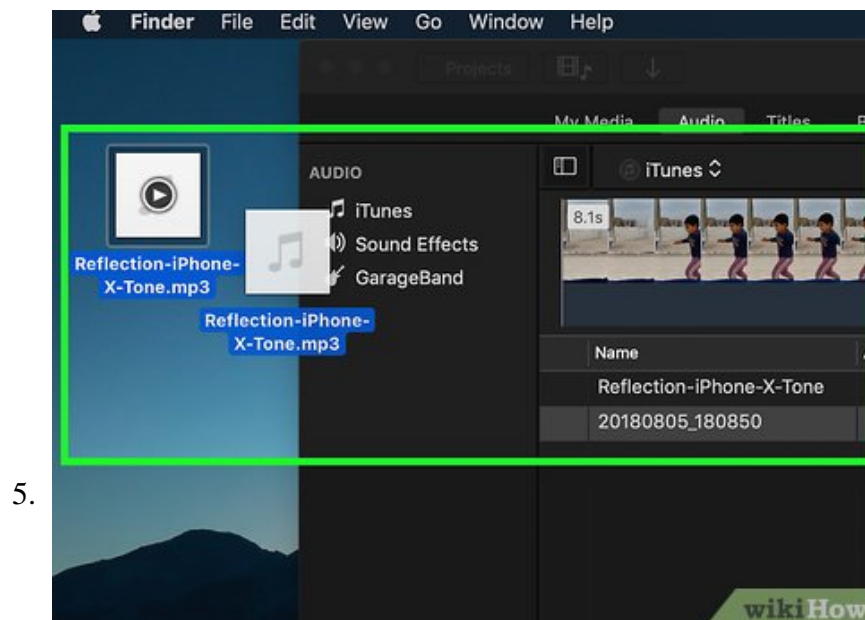 Finder File Edit View Go Window Help
Projects
My Media Audio Titles
AUDIO
iTunes
iTunes
Sound Effects
GarageBand
8.1s
Reflection-iPhone-
X-Tone.mp3
Reflection-iPhone-
X-Tone.mp3
Name
Reflection-iPhone-X-Tone
20180805_180850
5.
wikiHow